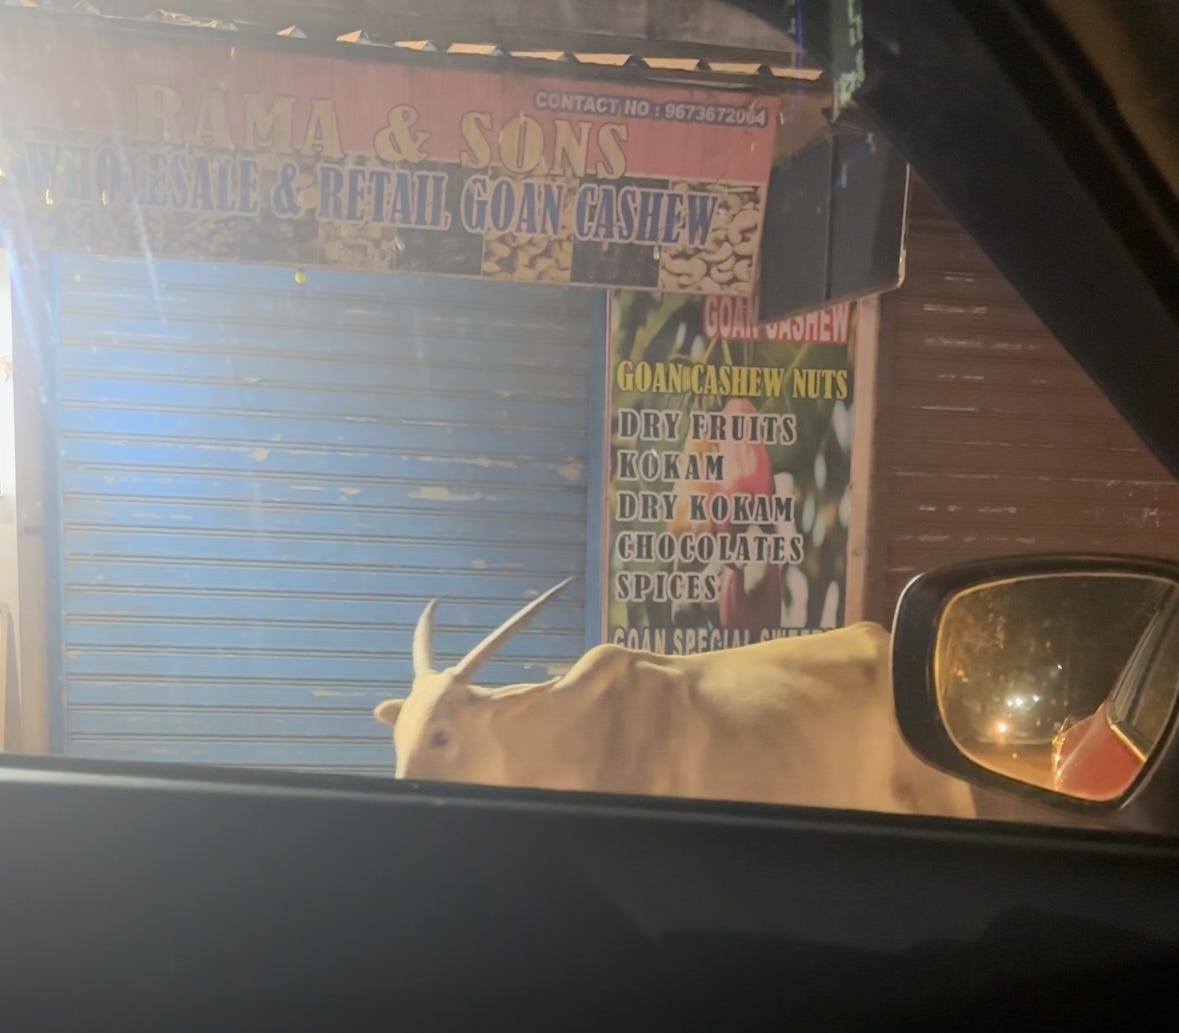 RAMA & SONS
CONTACT NO : 9673672064
WHOLESALE & RETAIL GOAN CASHEW
GOAN CASHEW
GOAN CASHEW NUTS
DRY FRUITS
KOKAM
DRY KOKAM
CHOCOLATES
SPICES
GOAN SPECIAL